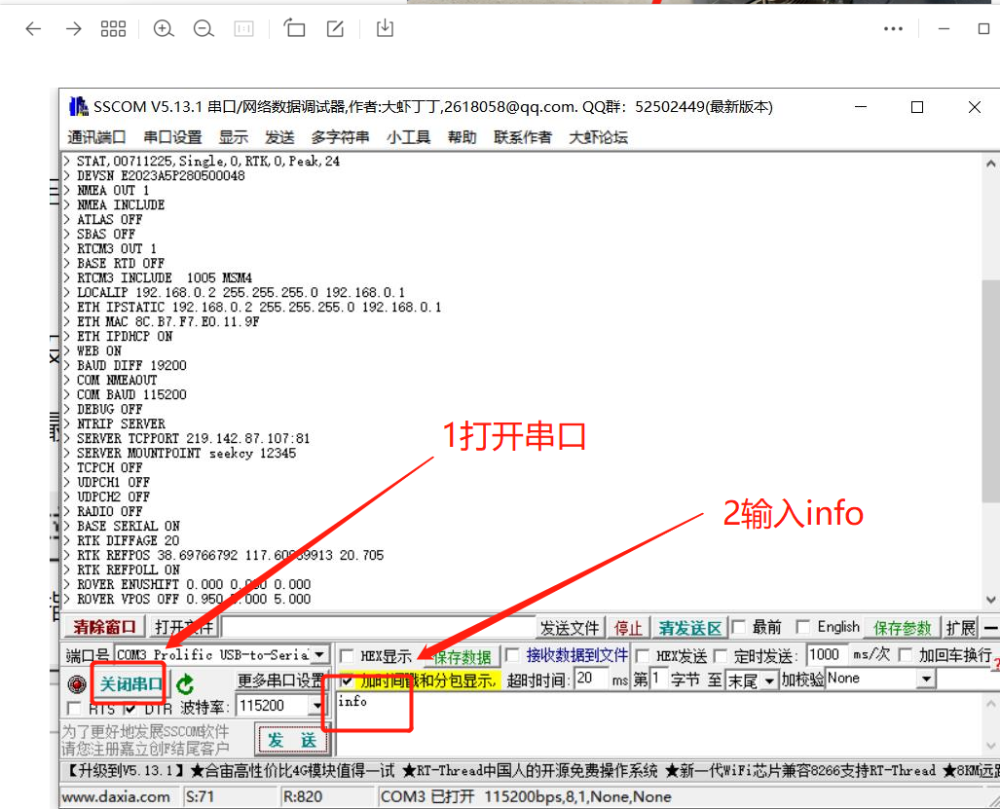 SSCOM V5.13.1 串口/网络数据调试器,作者:大虾丁丁,2618058@qq.com. QQ群: 52502449(最新版本)
通讯端口 串口设置 显示 发送 多字符串 小工具 帮助 联系作者 大虾论坛
> STAT,00711225,Single,0,RTK,0,Peak,24
> DEVSN E2023A5P280500048
> NMEA OUT 1
> NMEA INCLUDE
> ATLAS OFF
> SBAS OFF
> RTCM3 OUT 1
> BASE RTD OFF
> RTCM3 INCLUDE  1005 MSM4
> LOCALIP 192.168.0.2 255.255.255.0 192.168.0.1
> ETH IPSTATIC 192.168.0.2 255.255.255.0 192.168.0.1
> ETH MAC 8C.B7.F7.E0.11.9F
> ETH IPDHCP ON
> WEB ON
> BAUD DIFF 19200
> COM NMEAOUT
> COM BAUD 115200
> DEBUG OFF
> NTRIP SERVER
> SERVER TCPPORT 219.142.87.107:81
> SERVER MOUNTPOINT seekcy 12345
> TCPCH OFF
> UDPCH1 OFF
> UDPCH2 OFF
> RADIO OFF
> BASE SERIAL ON
> RTK DIFFAGE 20
> RTK REFPOS 38.69766792 117.60 9913 20.705
> RTK REFPOLL ON
> ROVER ENUSHIFT 0.000 0.000 0.000
> ROVER VPOS OFF 0.950 .000 5.000
1打开串口
2输入info
清除窗口 打开文件 发送文件 停止 清发送区 最前 English 保存参数 扩展 —
端口号 COM3 Prolific USB-to-Seria HEX显示 保存数据 接收数据到文件 HEX发送 定时发送: 1000 ms/次 加回车换行
关闭串口 更多串口设置 加时间戳和分包显示, 超时时间: 20 ms 第 1 字节 至 末尾 加校验 None
RTS DTR 波特率: 115200 info
为了更好地发展SSCOM软件
请您注册嘉立创F结尾客户
发 送
【升级到V5.13.1】★合宙高性价比4G模块值得一试 ★RT-Thread中国人的开源免费操作系统 ★新一代WiFi芯片兼容8266支持RT-Thread ★8KM远
www.daxia.com S:71 R:820 COM3 已打开 115200bps,8,1,None,None